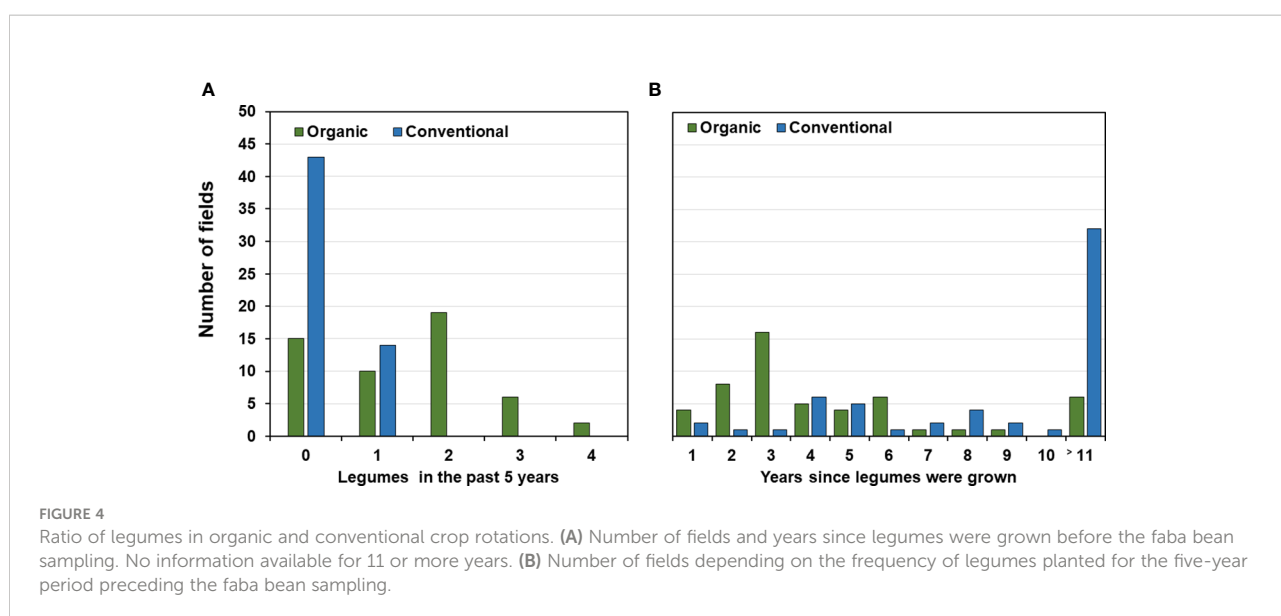 A
B
50
45
40
35
30
25
20
15
10
5
0
Number of fields
Organic Conventional
0 1 2 3 4
Legumes in the past 5 years
Organic Conventional
1 2 3 4 5 6 7 8 9 10 > 11
Years since legumes were grown
FIGURE 4
Ratio of legumes in organic and conventional crop rotations. (A) Number of fields and years since legumes were grown before the faba bean
sampling. No information available for 11 or more years. (B) Number of fields depending on the frequency of legumes planted for the five-year
period preceding the faba bean sampling.